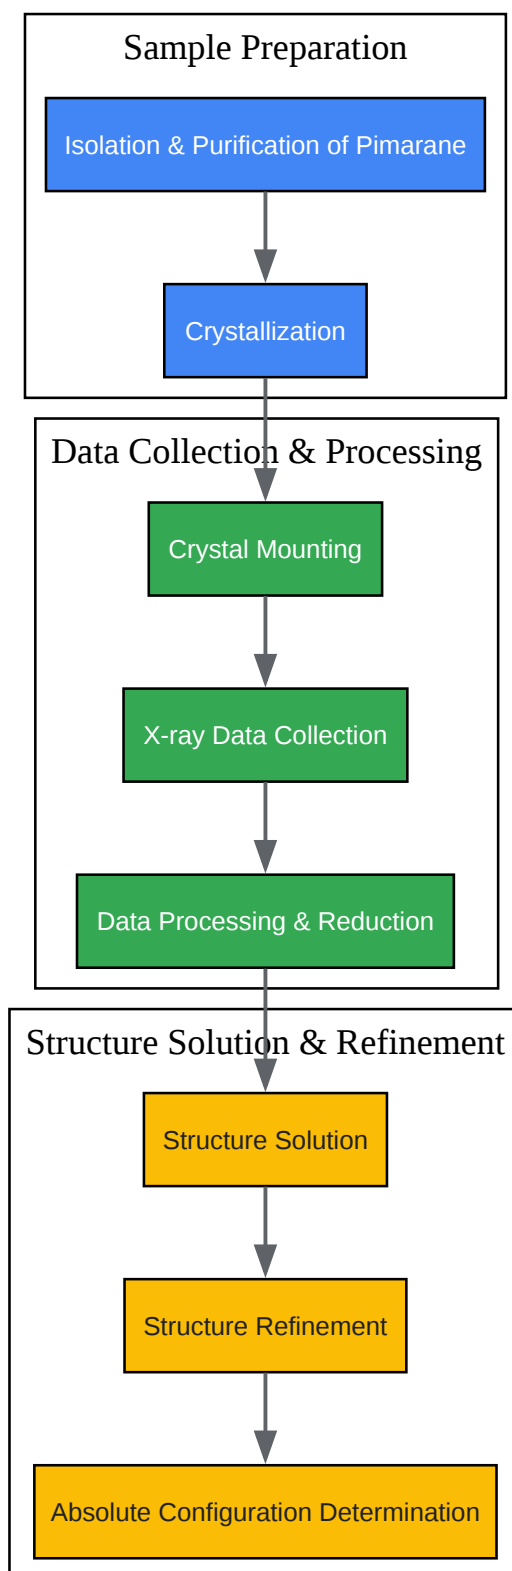 Sample Preparation
Isolation & Purification of Pimarane
Crystallization
Data Collection & Processing
Crystal Mounting
X-ray Data Collection
Data Processing & Reduction
Structure Solution & Refinement
Structure Solution
Structure Refinement
Absolute Configuration Determination